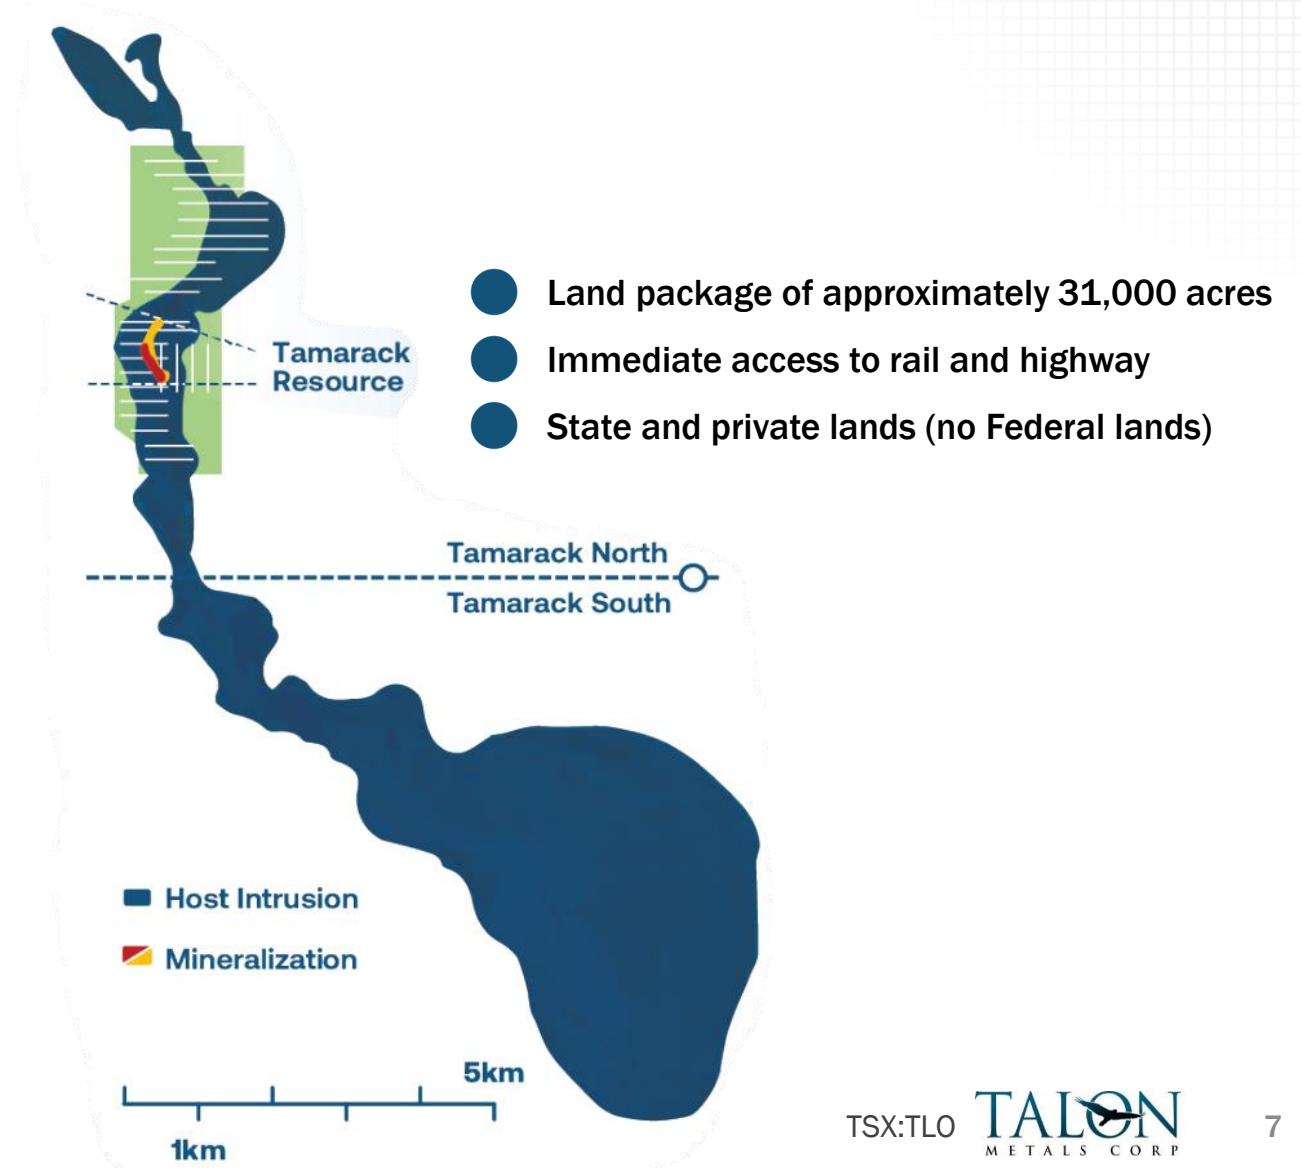 Land package of approximately 31,000 acres
Tamarack
Resource
Immediate access to rail and highway
State and private lands (no Federal lands)
Tamarack North
Tamarack South
Host Intrusion
Mineralization
5km
1km
TSX:TLO
TALON
METALS CORP
7